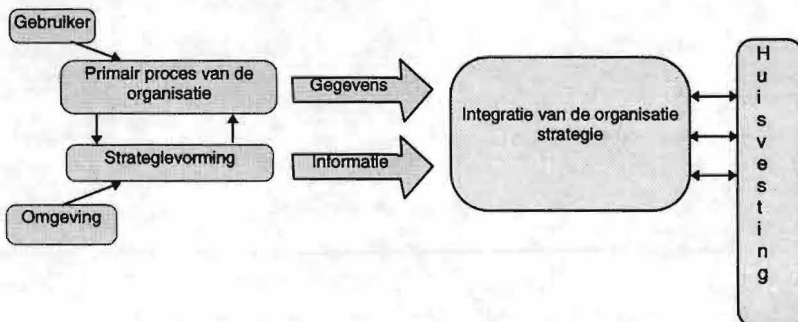 Gebruiker
Primair proces van de
organisatie
Gegevens
Strategievorming
Informatie
Omgeving
Integratie van de organisatie
strategie
H
u
i
s
v
e
s
t
i
n
g